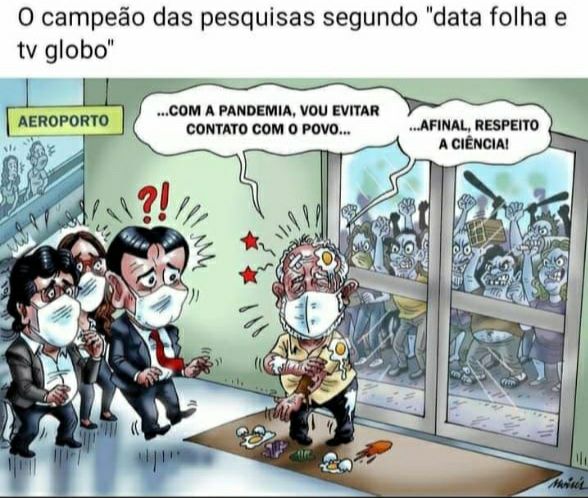 O campeão das pesquisas segundo "data folha e
tv globo"
AEROPORTO
...COM A PANDEMIA, VOU EVITAR
CONTATO COM O POVO...
...AFINAL, RESPEITO
A CIÊNCIA!
?!